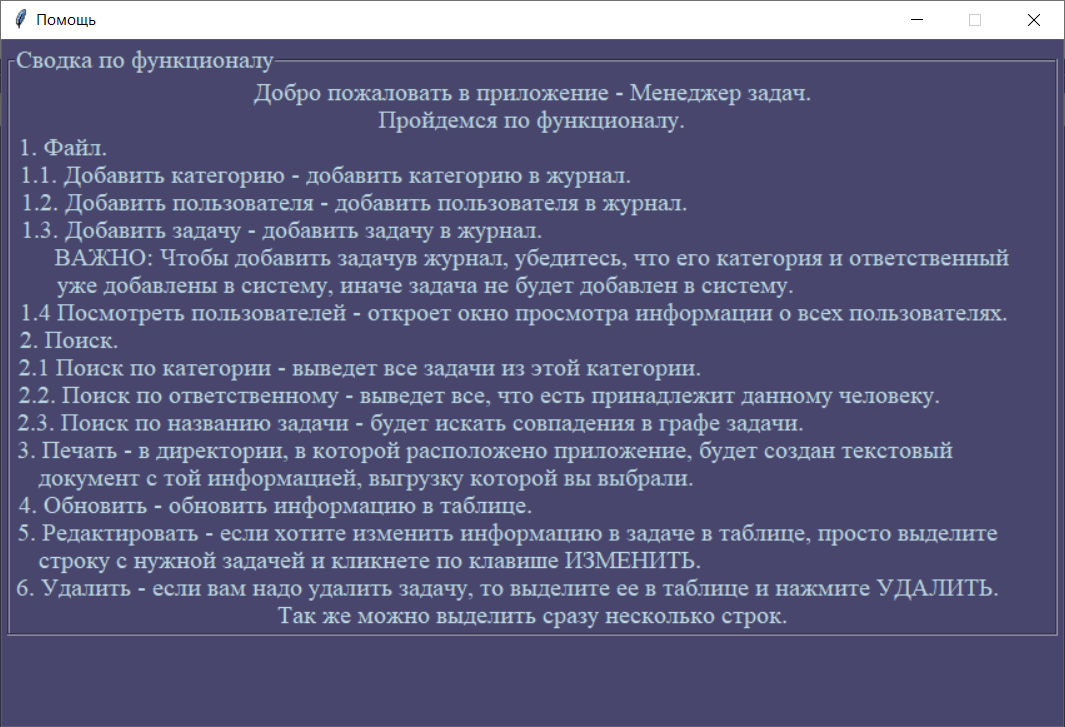 Помощь
Сводка по функционалу
Добро пожаловать в приложение - Менеджер задач.
Пройдемся по функционалу.
1. Файл.
1.1. Добавить категорию - добавить категорию в журнал.
1.2. Добавить пользователя - добавить пользователя в журнал.
1.3. Добавить задачу - добавить задачу в журнал.
ВАЖНО: Чтобы добавить задачув журнал, убедитесь, что его категория и ответственный
уже добавлены в систему, иначе задача не будет добавлен в систему.
1.4 Посмотреть пользователей - откроет окно просмотра информации о всех пользователях.
2. Поиск.
2.1 Поиск по категории - выведет все задачи из этой категории.
2.2. Поиск по ответственному - выведет все, что есть принадлежит данному человеку.
2.3. Поиск по названию задачи - будет искать совпадения в графе задачи.
3. Печать - в директории, в которой расположено приложение, будет создан текстовый
документ с той информацией, выгрузку которой вы выбрали.
4. Обновить - обновить информацию в таблице.
5. Редактировать - если хотите изменить информацию в задаче в таблице, просто выделите
строку с нужной задачей и кликнете по клавише ИЗМЕНИТЬ.
6. Удалить - если вам надо удалить задачу, то выделите ее в таблице и нажмите УДАЛИТЬ.
Так же можно выделить сразу несколько строк.